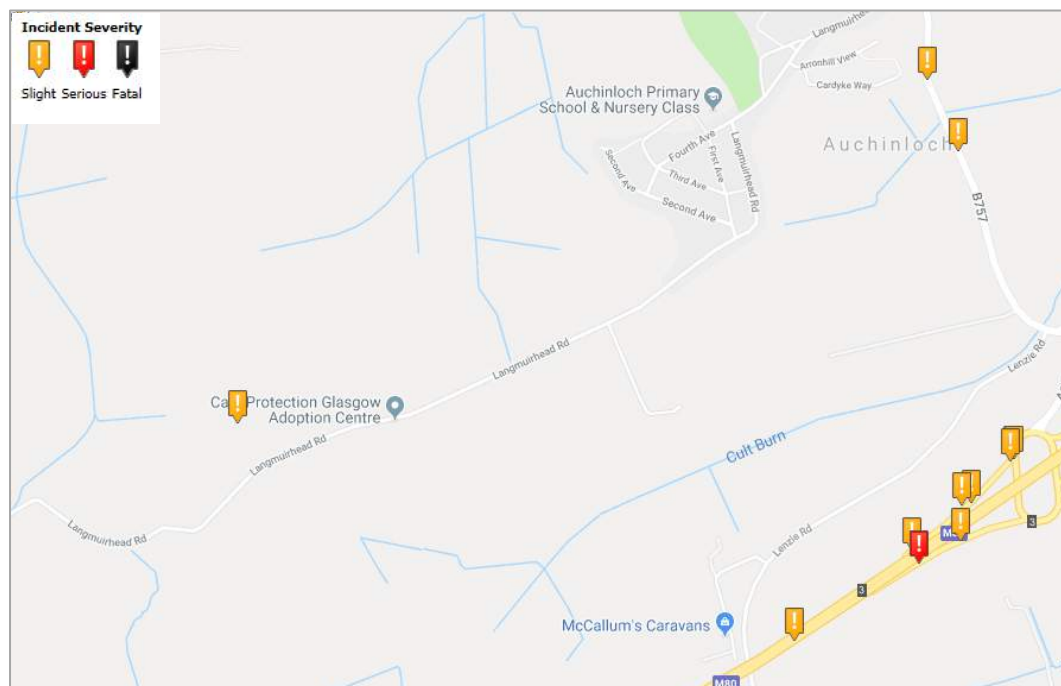 Incident Severity
Slight Serious Fatal
Langmuirhead
Arronhill View
Cardyke Way
Auchinloch Primary
School & Nursery Class
Auchinloch
Fourth Ave
First Ave
Langmuirhead Rd
Second Ave
Third Ave
Second Ave
B757
Lenzie Rd
Langmuirhead Rd
Protection Glasgow
Adoption Centre
Langmuirhead Rd
Cult Burn
Langmuirhead Rd
Lenzie Rd
3
3
McCallum's Caravans
M80